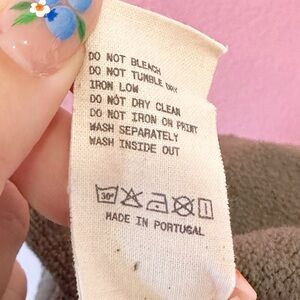 DO NOT BLEACH
DO NOT TUMBLE DRY
IRON LOW
DO NOT DRY CLEAN
DO NOT IRON ON PRINT
WASH SEPARATELY
WASH INSIDE OUT
30°
MADE IN PORTUGAL